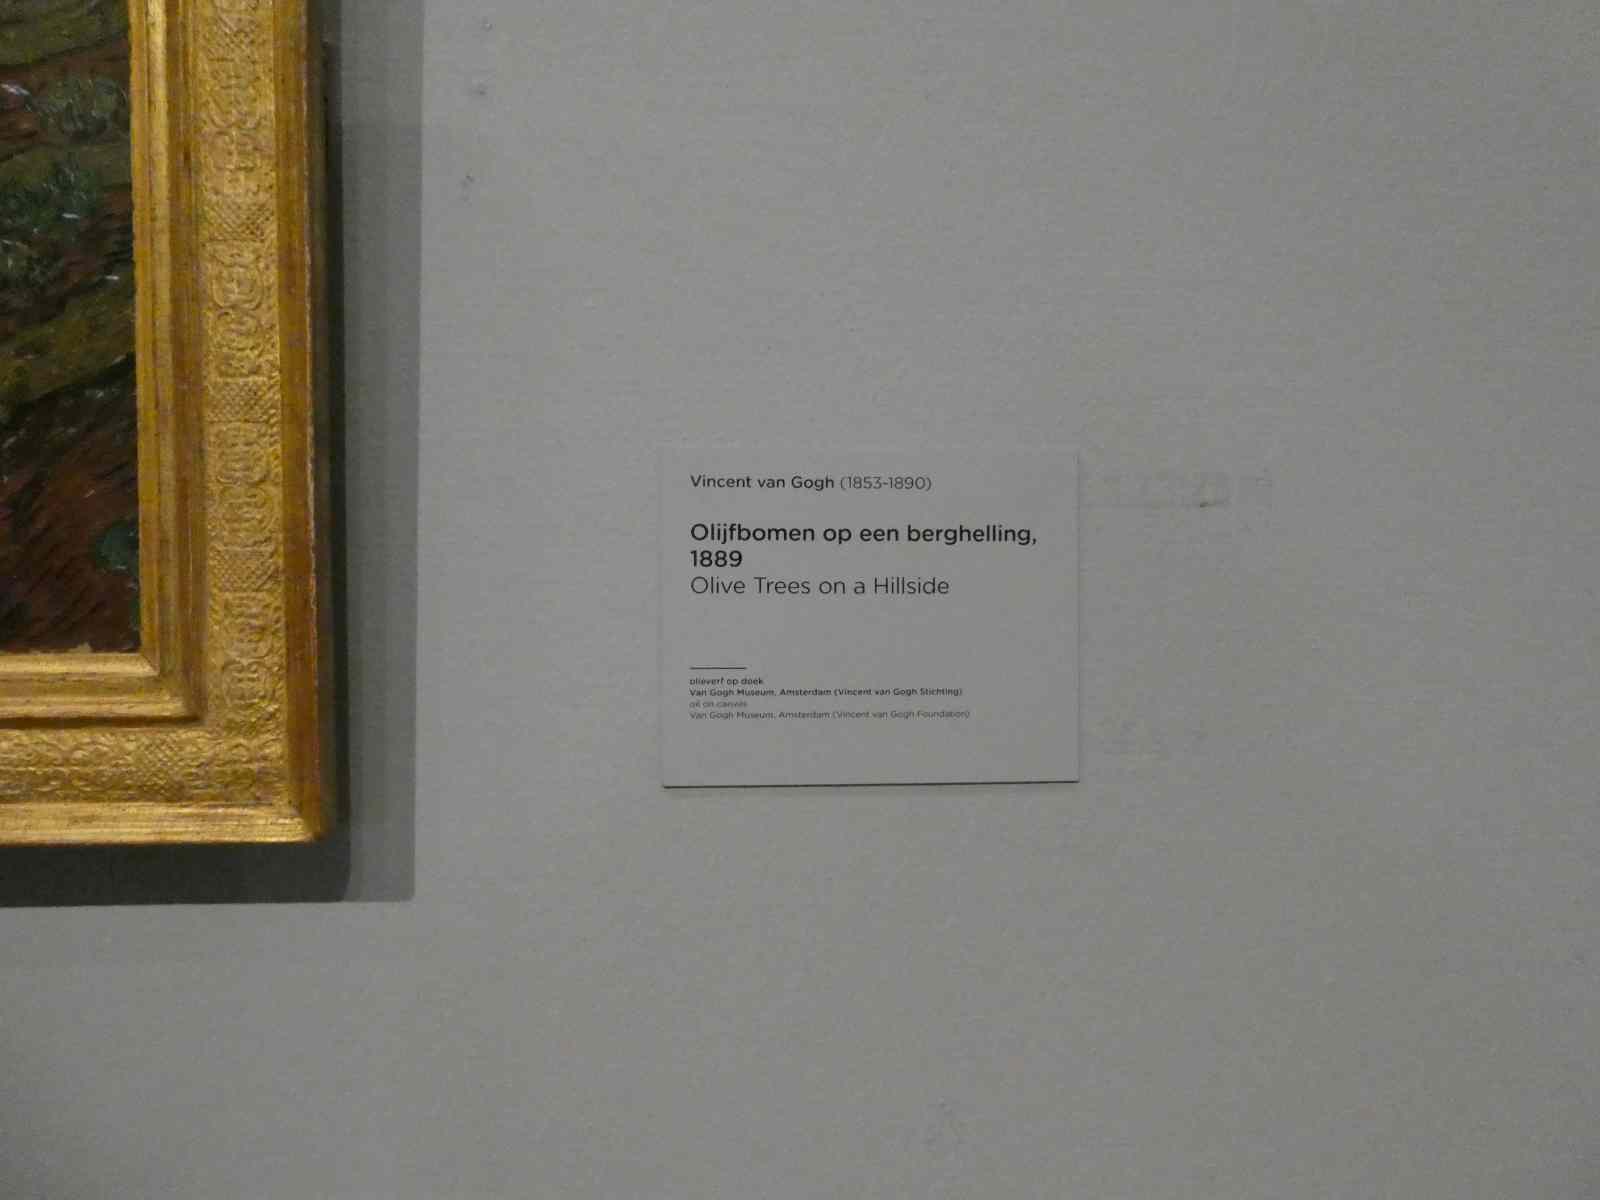 Vincent van Gogh (1853-1890)
Olijfbomen op een berghelling,
1889
Olive Trees on a Hillside
olieverf op doek
Van Gogh Museum, Amsterdam (Vincent van Gogh Stichting)
oil on canvas
Van Gogh Museum, Amsterdam (Vincent van Gogh Foundation)